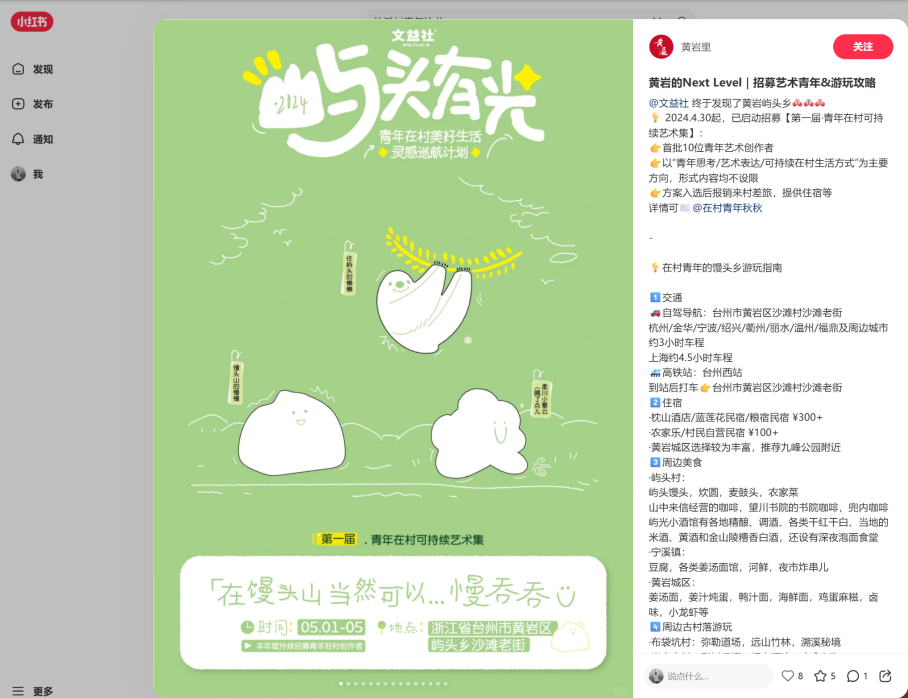 小红书
发现
发布
通知
我
更多
文益社
2024
屿头有光
青年在村美好生活
灵感巡航计划
住屿头的慢慢
馒头山的慢慢
第一届 . 青年在村可持续艺术集
「在馒头山当然可以...慢吞吞
时间: 05.01-05
本年度持续招募青年驻村创作者
地点: 浙江省台州市黄岩区
屿头乡沙滩老街
黄岩里
关注
黄岩的Next Level｜招募艺术青年&游玩攻略
@文益社 终于发现了黄岩屿头乡
2024.4.30起，已启动招募【第一届·青年在村可持
续艺术集】：
首批10位青年艺术创作者
以“青年思考/艺术表达/可持续在村生活方式”为主要
方向，形式内容均不设限
方案入选后报销来村差旅，提供住宿等
详情可 @在村青年秋秋
-
在村青年的馒头乡游玩指南
1 交通
自驾导航：台州市黄岩区沙滩村沙滩老街
杭州/金华/宁波/绍兴/衢州/丽水/温州/福鼎及周边城市
约3小时车程
上海约4.5小时车程
高铁站：台州西站
到站后打车 台州市黄岩区沙滩村沙滩老街
2 住宿
·枕山酒店/蓝莲花民宿/粮宿民宿 ¥300+
·农家乐/村民自营民宿 ¥100+
·黄岩城区选择较为丰富，推荐九峰公园附近
3 周边美食
·屿头村：
屿头馒头，炊圆，麦鼓头，农家菜
山中来信经营的咖啡，望川书院的书院咖啡，兜内咖啡
屿光小酒馆有各地精酿、调酒、各类干红干白、当地的
米酒、黄酒和金山陵糟香白酒，还设有深夜泡面食堂
·宁溪镇：
豆腐，各类姜汤面馆，河鲜，夜市炸串儿
·黄岩城区：
姜汤面，姜汁炖蛋，鸭汁面，海鲜面，鸡蛋麻糍，卤
味，小龙虾等
4 周边古村落游玩
·布袋坑村：弥勒道场，远山竹林，溯溪秘境
说点什么...
8
5
1